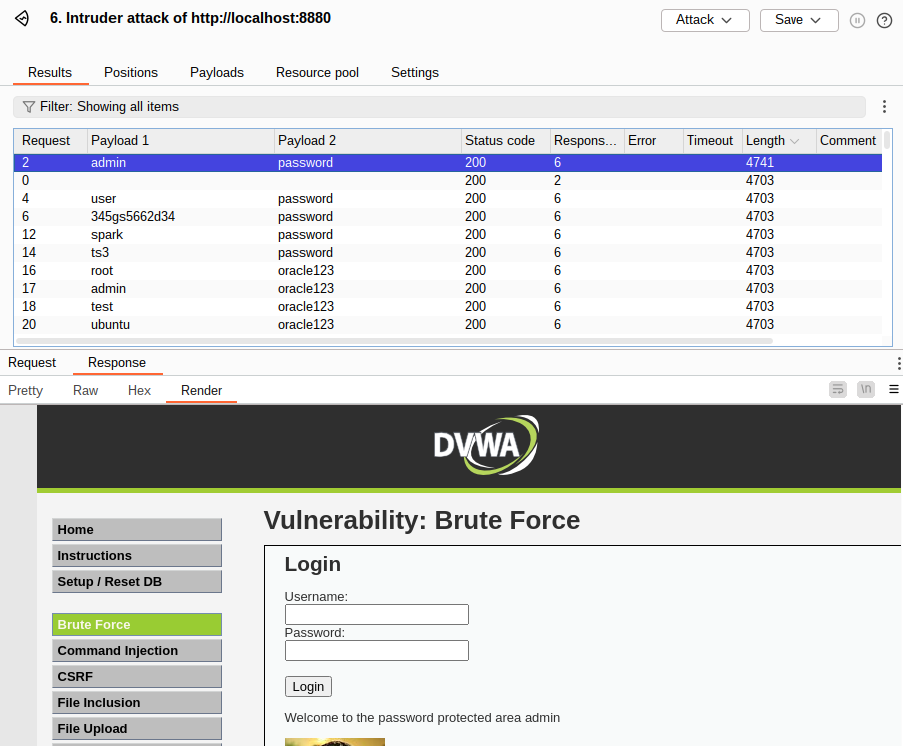 6. Intruder attack of http://localhost:8880
Attack Save
Results Positions Payloads Resource pool Settings
Filter: Showing all items
Request Payload 1 Payload 2 Status code Respons... Error Timeout Length Comment
2 admin password 200 6 4741
0 200 2 4703
4 user password 200 6 4703
6 345gs5662d34 password 200 6 4703
12 spark password 200 6 4703
14 ts3 password 200 6 4703
16 root oracle123 200 6 4703
17 admin oracle123 200 6 4703
18 test oracle123 200 6 4703
20 ubuntu oracle123 200 6 4703
Request Response
Pretty Raw Hex Render \n
DVWA
Home
Instructions
Setup / Reset DB
Brute Force
Command Injection
CSRF
File Inclusion
File Upload
Vulnerability: Brute Force
Login
Username:
Password:
Login
Welcome to the password protected area admin